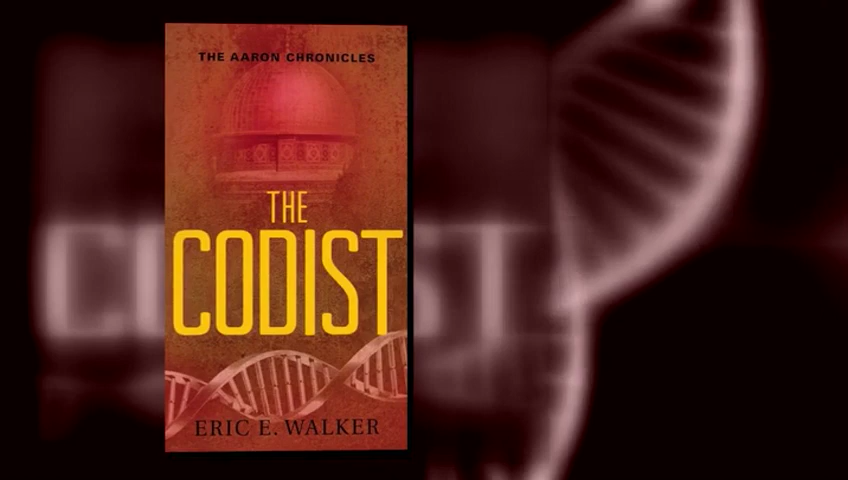 THE AARON CHRONICLES
THE
CODIST
ERIC E. WALKER